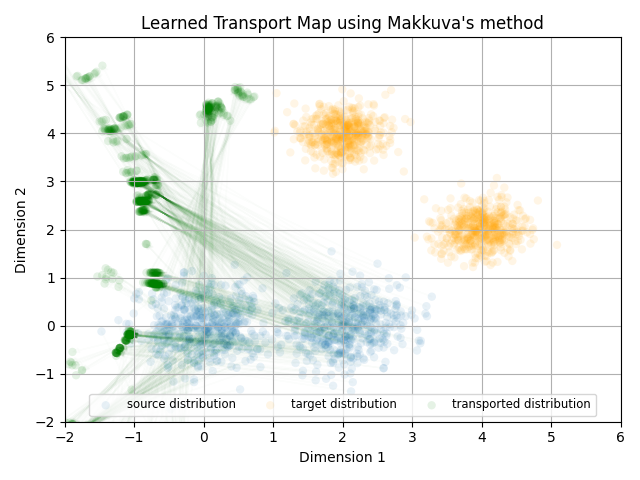 Learned Transport Map using Makkuva's method
6
5
4
3
2
1
0
−1
−2
Dimension 2
source distribution target distribution transported distribution
−2 −1 0 1 2 3 4 5 6
Dimension 1